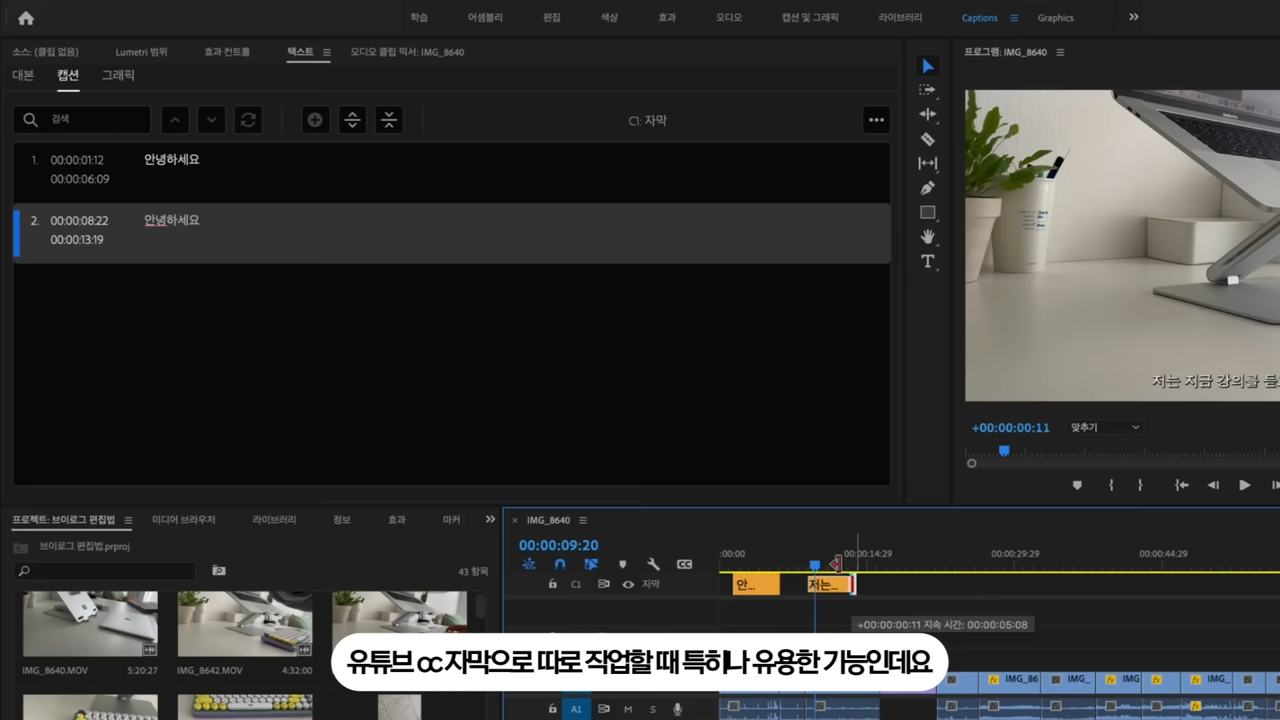 학습 어셈블리 편집 색상 효과 오디오 캡션 및 그래픽 라이브러리 Captions Graphics
소스: (클립 없음) Lumetri 범위 효과 컨트롤 텍스트 오디오 클립 믹서: IMG_8640 프로그램: IMG_8640
대본 캡션 그래픽
검색 C1: 자막
1. 00:00:01:12 안녕하세요
00:00:06:09
2. 00:00:08:22 안녕하세요
00:00:13:19
저는 지금 강의를
+00:00:00:11 맞추기
프로젝트: 브이로그 편집법 미디어 브라우저 라이브러리 정보 효과 마커 × IMG_8640
브이로그 편집법.prproj
00:00:09:20
:00:00 00:00:14:29 00:00:29:29 00:00:44:29
43 항목
C1 자막 안... 저는...
+00:00:00:11 지속 시간: 00:00:05:08
IMG_8640.MOV 5:20:27 IMG_8642.MOV 4:32:00
유튜브 cc 자막으로 따로 작업할 때 특히나 유용한 기능인데요
fx IMG_86 IMG_ fx IMG fx fx IMG_
A1 M S fx